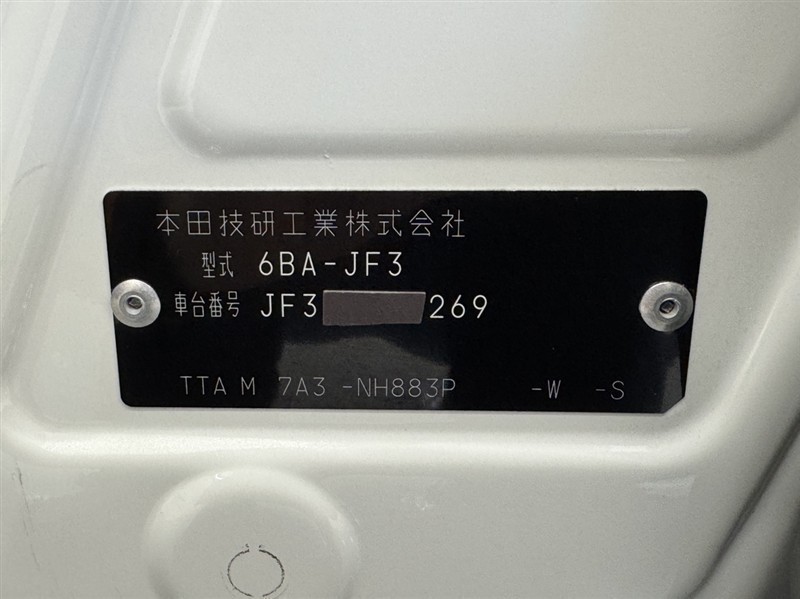 本田技研工業株式会社
型式 6BA-JF3
車台番号 JF3 269
TTA M 7A3 -NH883P -W -S